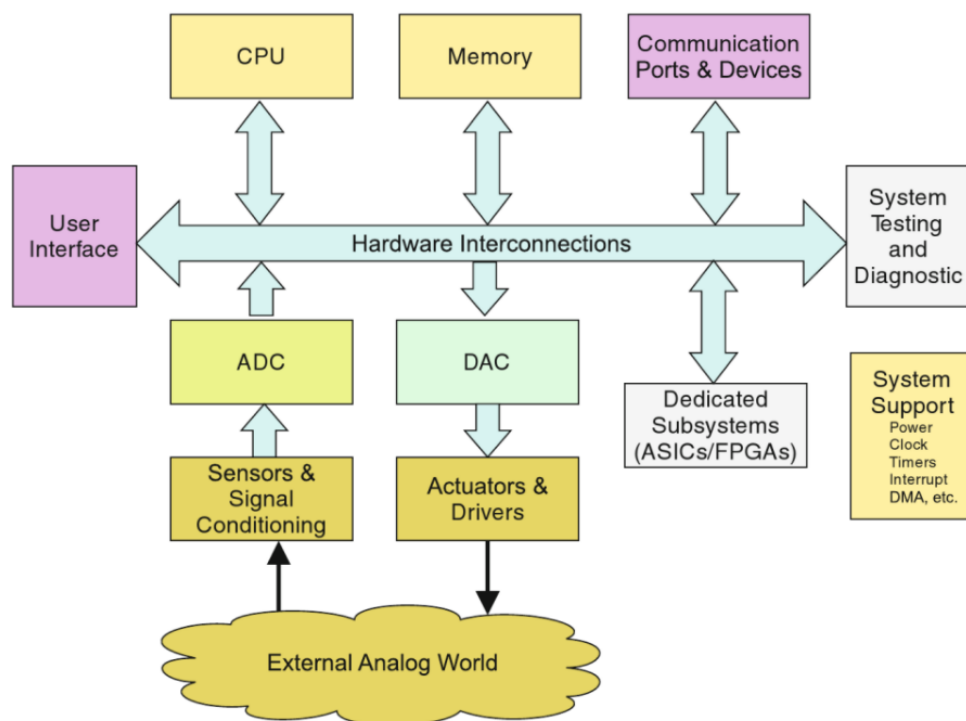 CPU
Memory
Communication
Ports & Devices
User
Interface
Hardware Interconnections
System
Testing
and
Diagnostic
ADC
DAC
Dedicated
Subsystems
(ASICs/FPGAs)
System
Support
Power
Clock
Timers
Interrupt
DMA, etc.
Sensors &
Signal
Conditioning
Actuators &
Drivers
External Analog World